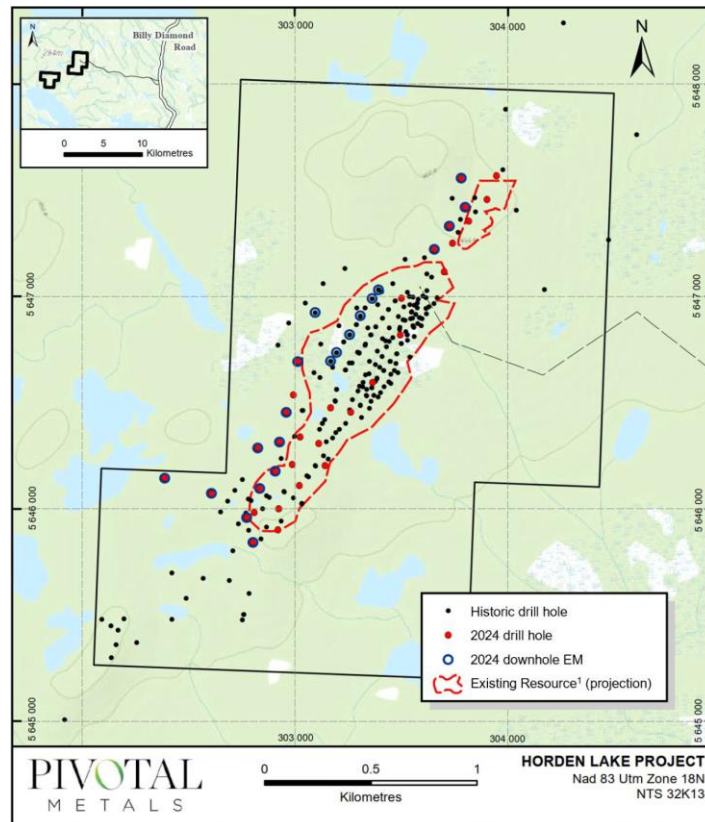 303 000
304 000
N
Billy Diamond
Road
0 5 10
Kilometres
N
5 648 000
5 648 000
5 647 000
5 647 000
5 646 000
5 646 000
5 645 000
5 645 000
Historic drill hole
2024 drill hole
2024 downhole EM
Existing Resource¹ (projection)
303 000
304 000
PIVOTAL
METALS
0 0.5 1
Kilometres
HORDEN LAKE PROJECT
Nad 83 Utm Zone 18N
NTS 32K13